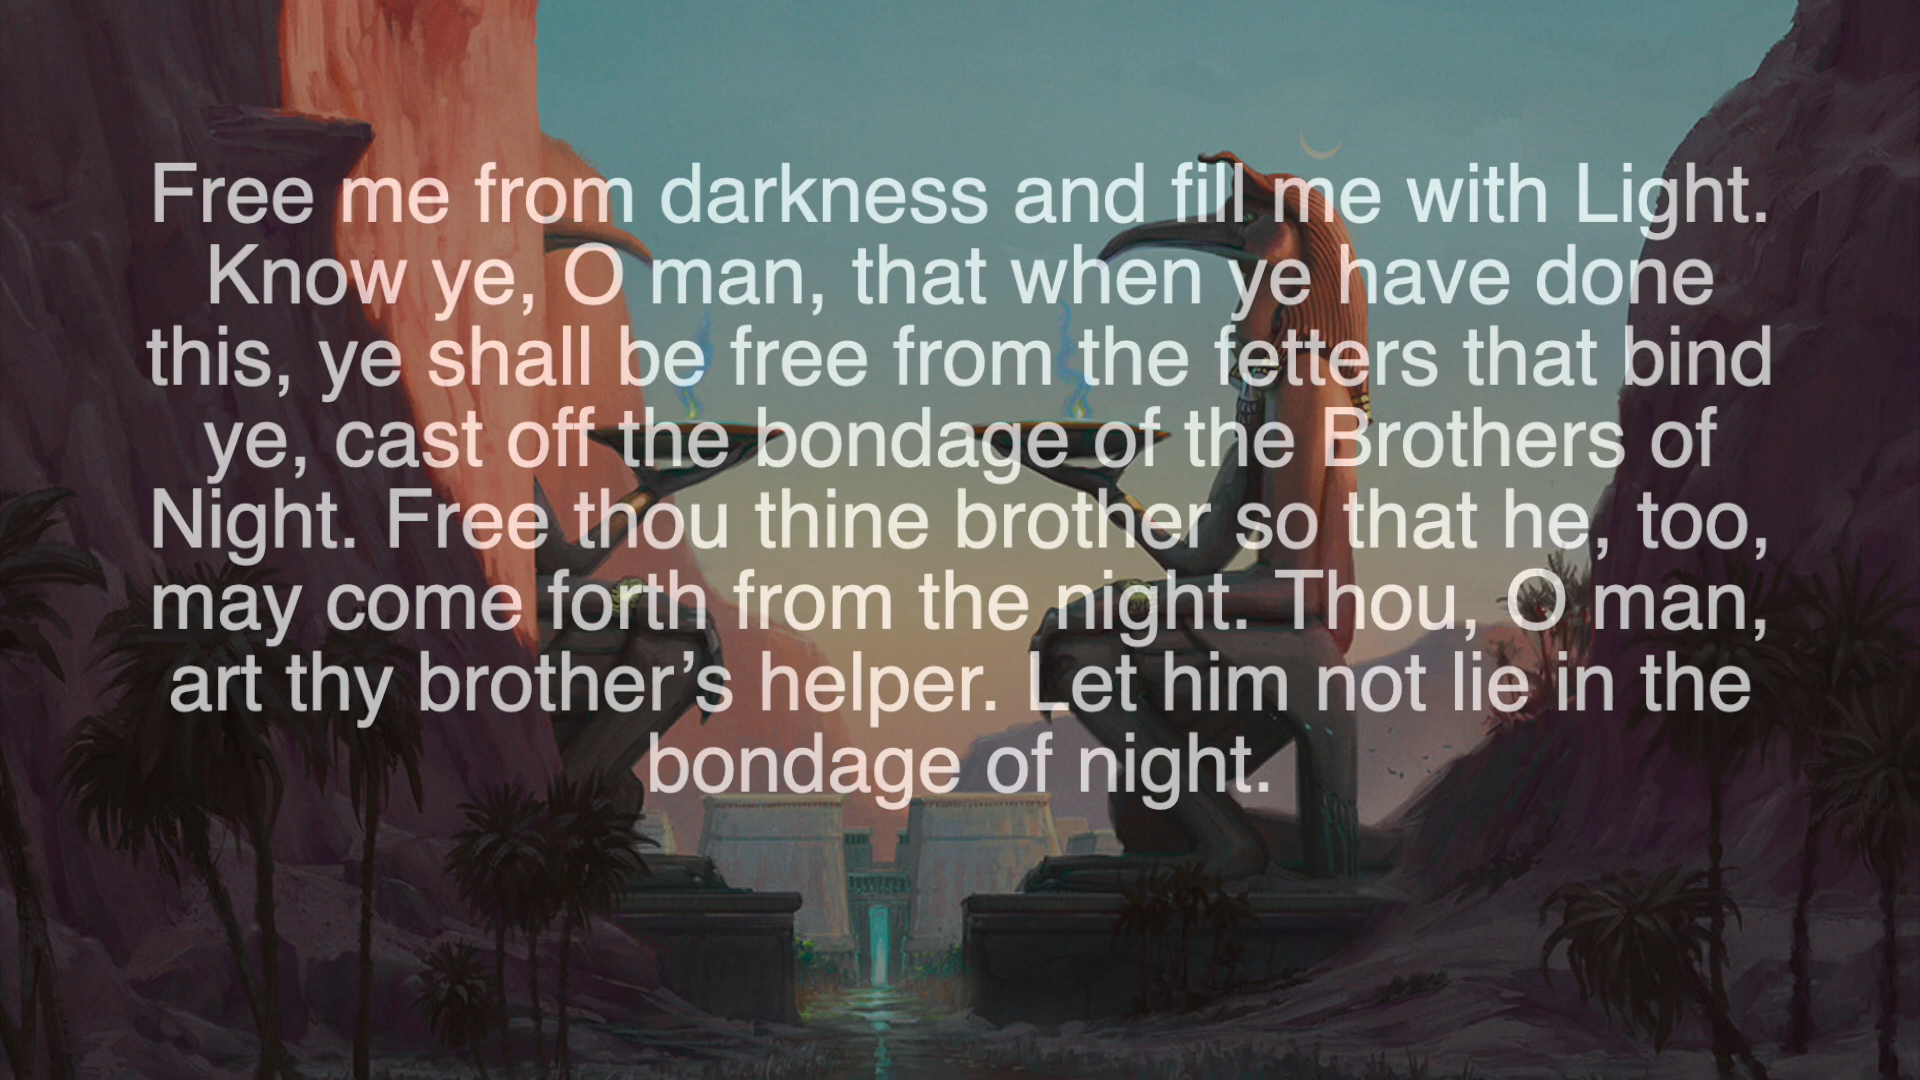 Free me from darkness and fill me with Light.
Know ye, O man, that when ye have done
this, ye shall be free from the fetters that bind
ye, cast off the bondage of the Brothers of
Night. Free thou thine brother so that he, too,
may come forth from the night. Thou, O man,
art thy brother’s helper. Let him not lie in the
bondage of night.